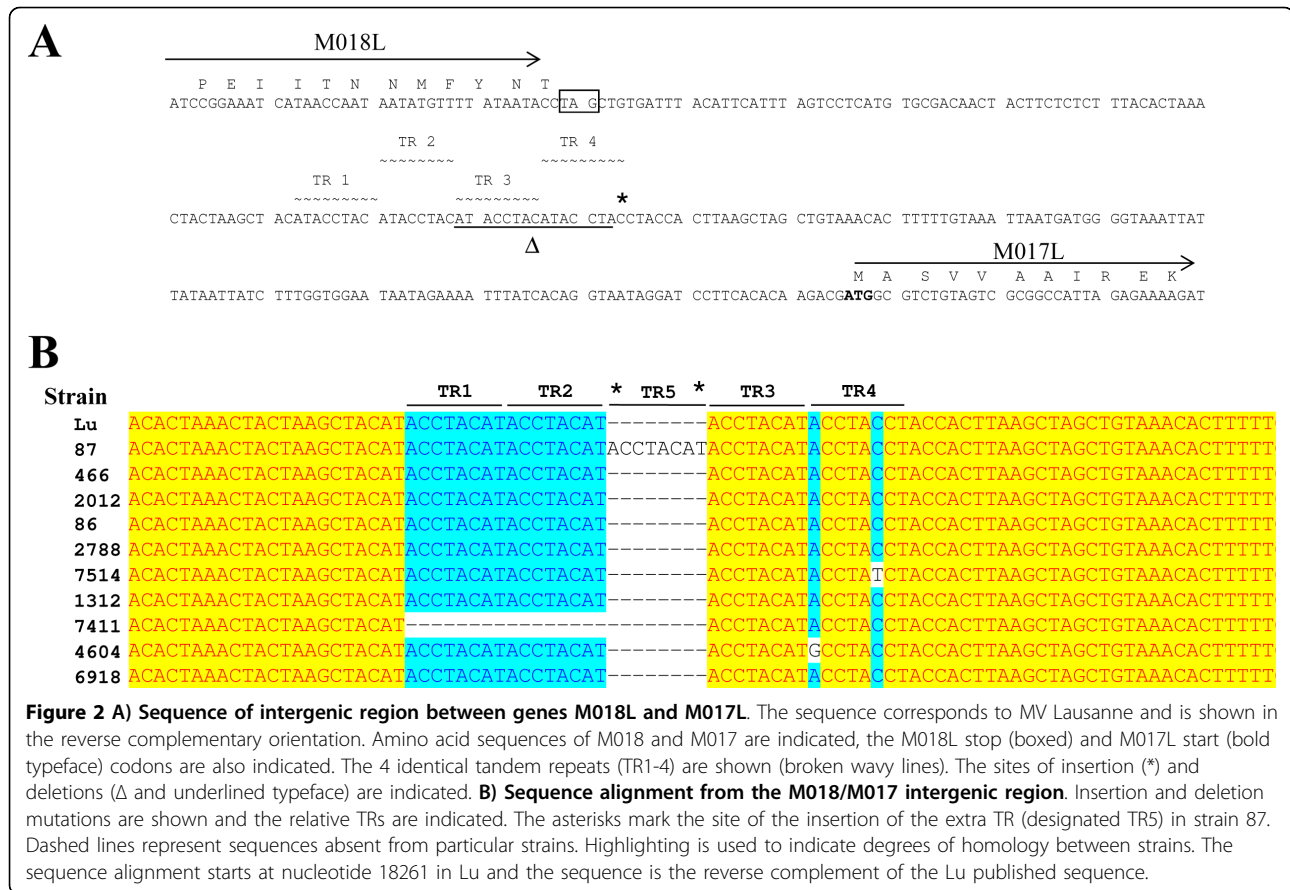 A
M018L
P E I I T N N M F Y N T
ATCCGGAAAT CATAACCAAT AATATGTTTT ATAATACCTAG CTGTGATTT ACATTCATTT AGTCCTCATG TGCGACAACT ACTTCTCTCT TTACACTAAA
TR 2 TR 4
~~~~~~~~ ~~~~~~~~~
TR 1 TR 3 *
~~~~~~~~~ ~~~~~~~~~
CTACTAAGCT ACATACCTAC ATACCTACAT ACCTACATACC CTACCTACCA CTTAAGCTAG CTGTAAACAC TTTTTGTAAA TTAATGATGG GGTAAATTAT
Δ
M017L
M A S V V A A I R E K
TATAATTATC TTTGGTGGAA TAATAGAAAA TTTATCACAG GTAATAGGAT CCTTCACACA AGACGATGGC GTCTGTAGTC GCGGCCATTA GAGAAAAGAT
B
Strain TR1 TR2 * TR5 * TR3 TR4
Lu ACACTAAACTACTAAGCTACATACCTACATACCTACAT--------ACCTACATACCTACCTACCACTTAAGCTAGCTGTAAACACTTTTT
87 ACACTAAACTACTAAGCTACATACCTACATACCTACATACCTACATACCTACATACCTACCTACCACTTAAGCTAGCTGTAAACACTTTTT
466 ACACTAAACTACTAAGCTACATACCTACATACCTACAT--------ACCTACATACCTACCTACCACTTAAGCTAGCTGTAAACACTTTTT
2012 ACACTAAACTACTAAGCTACATACCTACATACCTACAT--------ACCTACATACCTACCTACCACTTAAGCTAGCTGTAAACACTTTTT
86 ACACTAAACTACTAAGCTACATACCTACATACCTACAT--------ACCTACATACCTACCTACCACTTAAGCTAGCTGTAAACACTTTTT
2788 ACACTAAACTACTAAGCTACATACCTACATACCTACAT--------ACCTACATACCTACCTACCACTTAAGCTAGCTGTAAACACTTTTT
7514 ACACTAAACTACTAAGCTACATACCTACATACCTACAT--------ACCTACATACCTATCTACCACTTAAGCTAGCTGTAAACACTTTTT
1312 ACACTAAACTACTAAGCTACATACCTACATACCTACAT--------ACCTACATACCTACCTACCACTTAAGCTAGCTGTAAACACTTTTT
7411 ACACTAAACTACTAAGCTACAT------------------------ACCTACATACCTACCTACCACTTAAGCTAGCTGTAAACACTTTTT
4604 ACACTAAACTACTAAGCTACATACCTACATACCTACAT--------ACCTACATGCCTACCTACCACTTAAGCTAGCTGTAAACACTTTTT
6918 ACACTAAACTACTAAGCTACATACCTACATACCTACAT--------ACCTACATACCTACCTACCACTTAAGCTAGCTGTAAACACTTTTT
Figure 2 A) Sequence of intergenic region between genes M018L and M017L. The sequence corresponds to MV Lausanne and is shown in
the reverse complementary orientation. Amino acid sequences of M018 and M017 are indicated, the M018L stop (boxed) and M017L start (bold
typeface) codons are also indicated. The 4 identical tandem repeats (TR1-4) are shown (broken wavy lines). The sites of insertion (*) and
deletions (Δ and underlined typeface) are indicated. B) Sequence alignment from the M018/M017 intergenic region. Insertion and deletion
mutations are shown and the relative TRs are indicated. The asterisks mark the site of the insertion of the extra TR (designated TR5) in strain 87.
Dashed lines represent sequences absent from particular strains. Highlighting is used to indicate degrees of homology between strains. The
sequence alignment starts at nucleotide 18261 in Lu and the sequence is the reverse complement of the Lu published sequence.